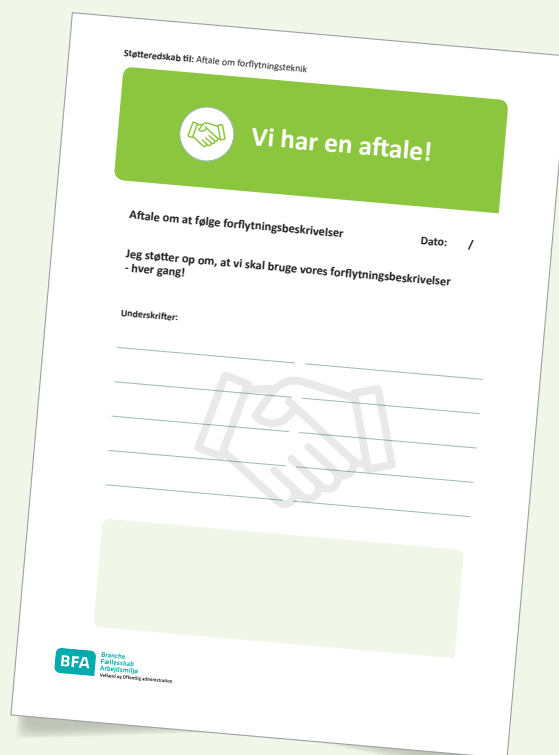 Støtteredskab til: Aftale om forflytningsteknik
Vi har en aftale!
Aftale om at følge forflytningsbeskrivelser
Dato: /
Jeg støtter op om, at vi skal bruge vores forflytningsbeskrivelser
- hver gang!
Underskrifter:
BFA
Branche
Fællesskab
Arbejdsmiljø
Velfærd og Offentlig administration